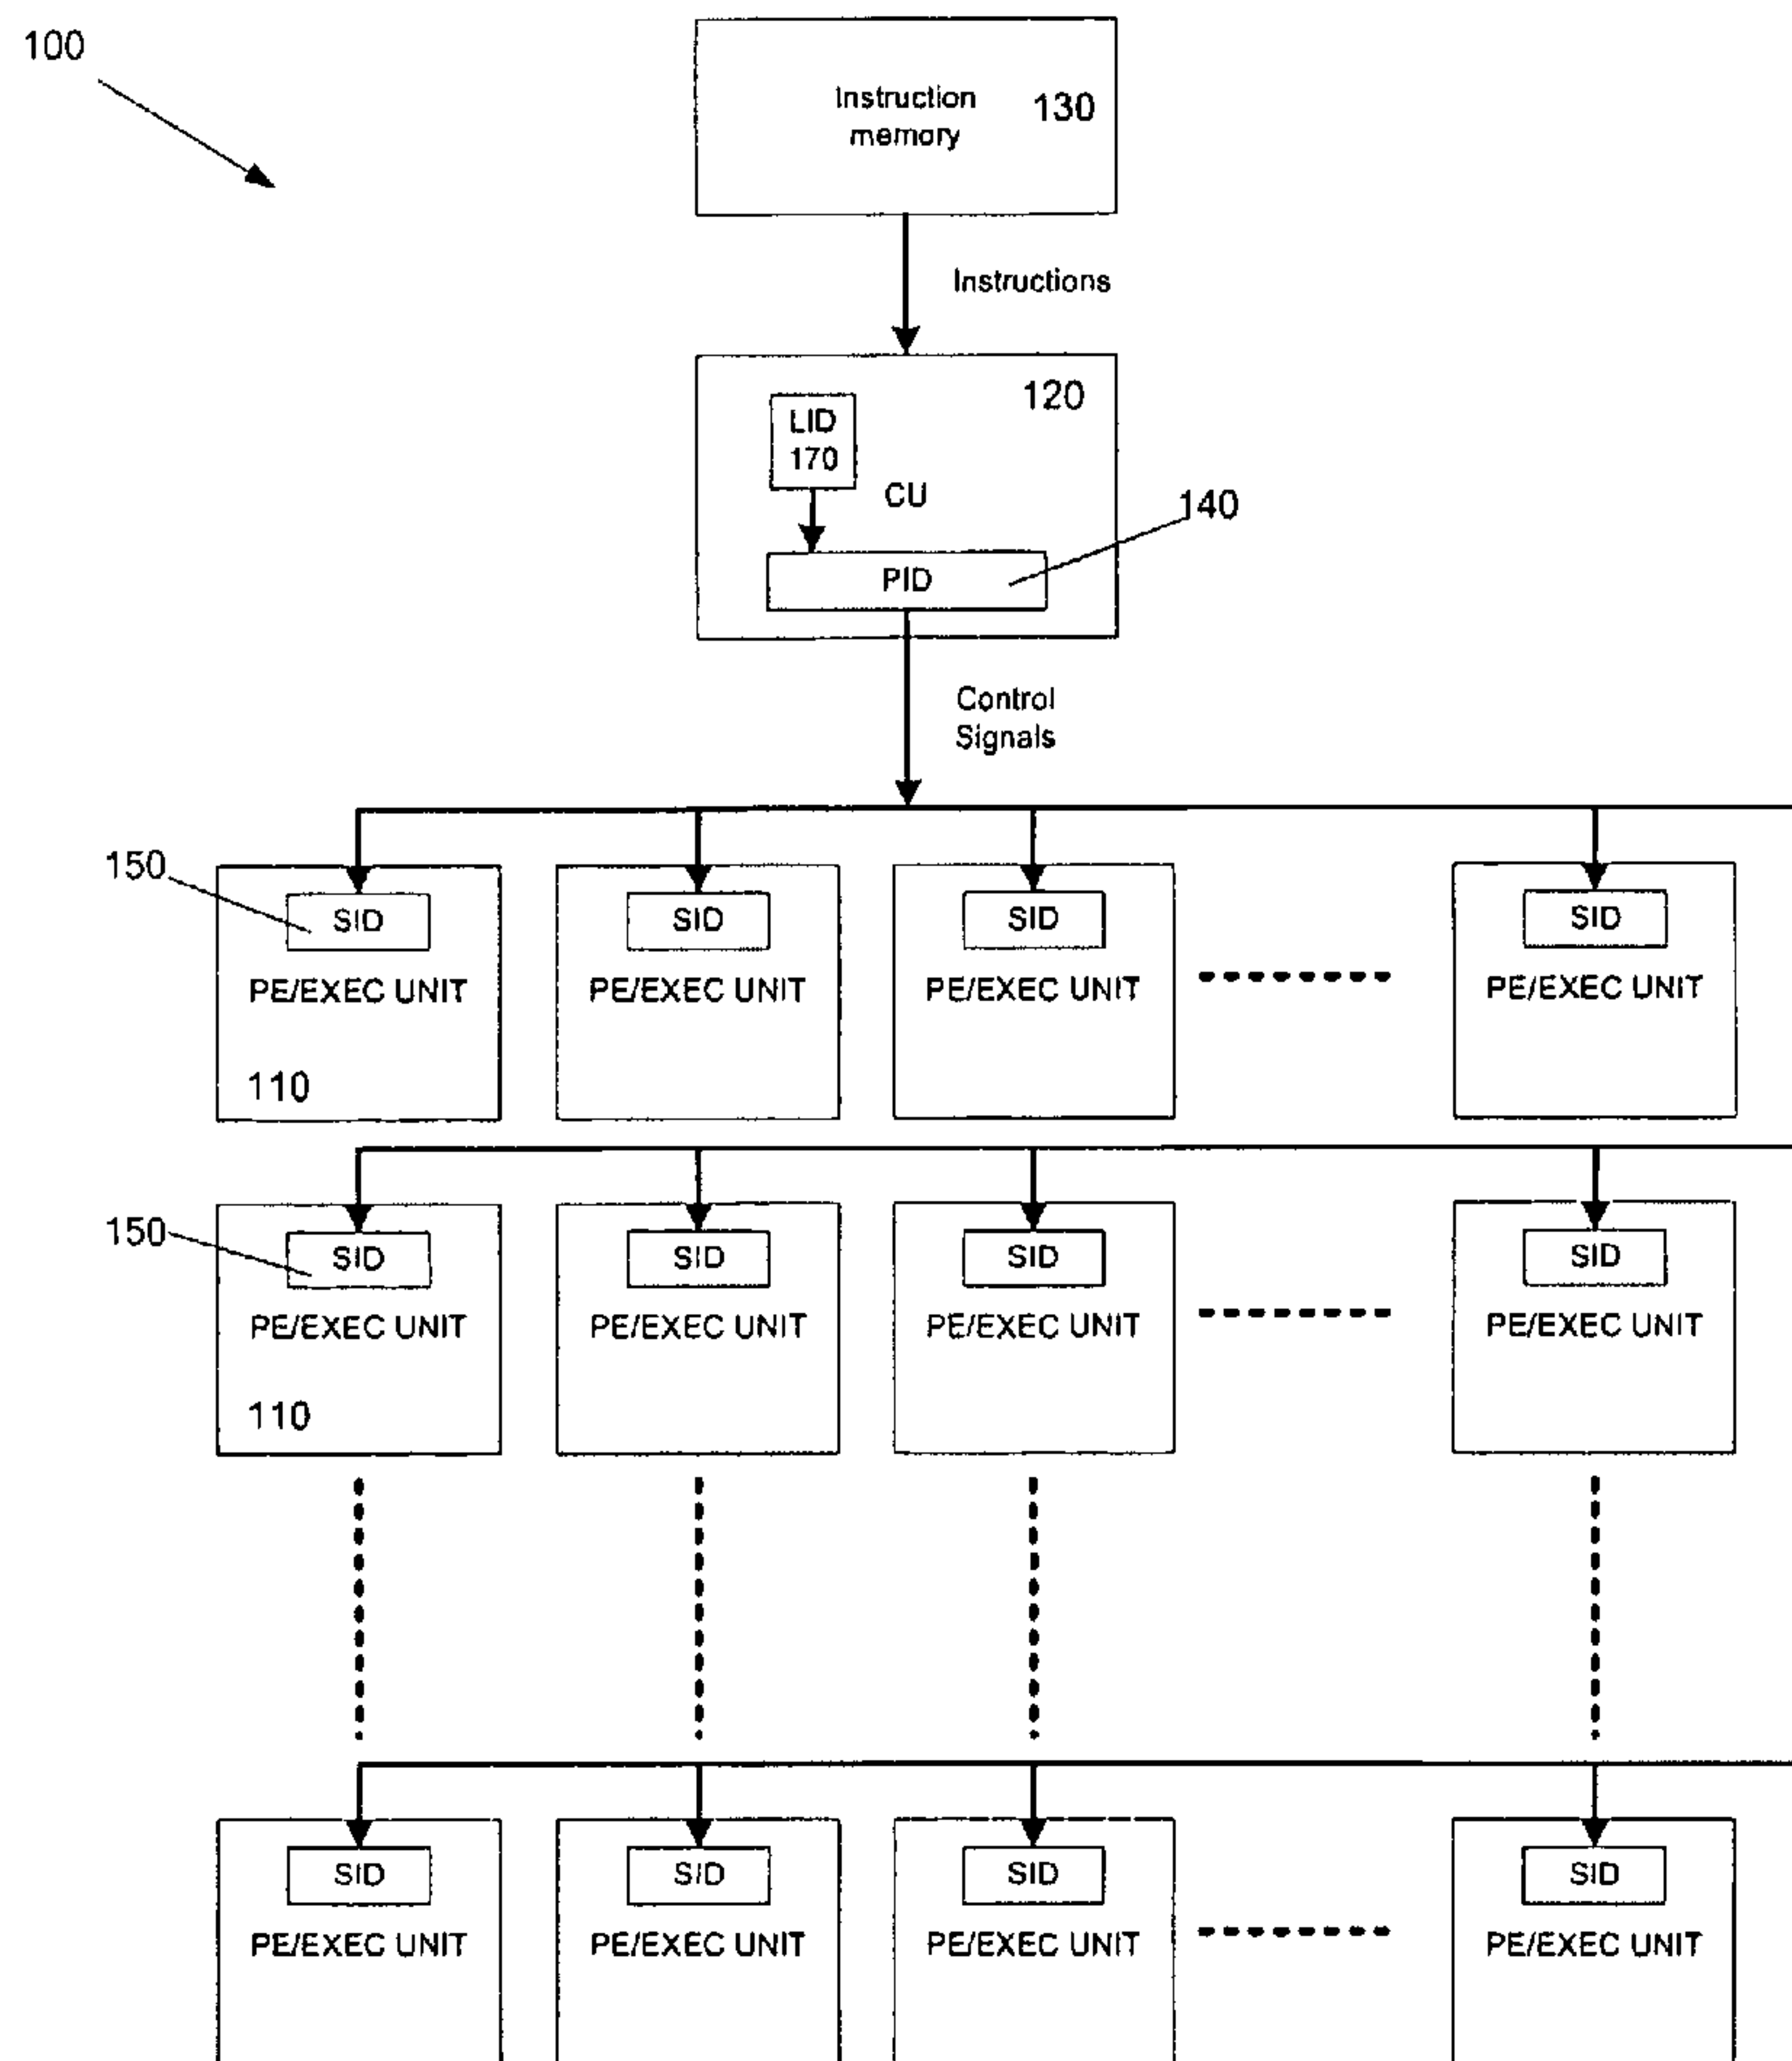 100
Instruction
memory
130
Instructions
120
LID
170
CU
140
PID
Control
Signals
150
SID SID SID SID
PE/EXEC UNIT PE/EXEC UNIT PE/EXEC UNIT PE/EXEC UNIT
110
150
SID SID SID SID
PE/EXEC UNIT PE/EXEC UNIT PE/EXEC UNIT PE/EXEC UNIT
110
SID SID SID SID
PE/EXEC UNIT PE/EXEC UNIT PE/EXEC UNIT PE/EXEC UNIT